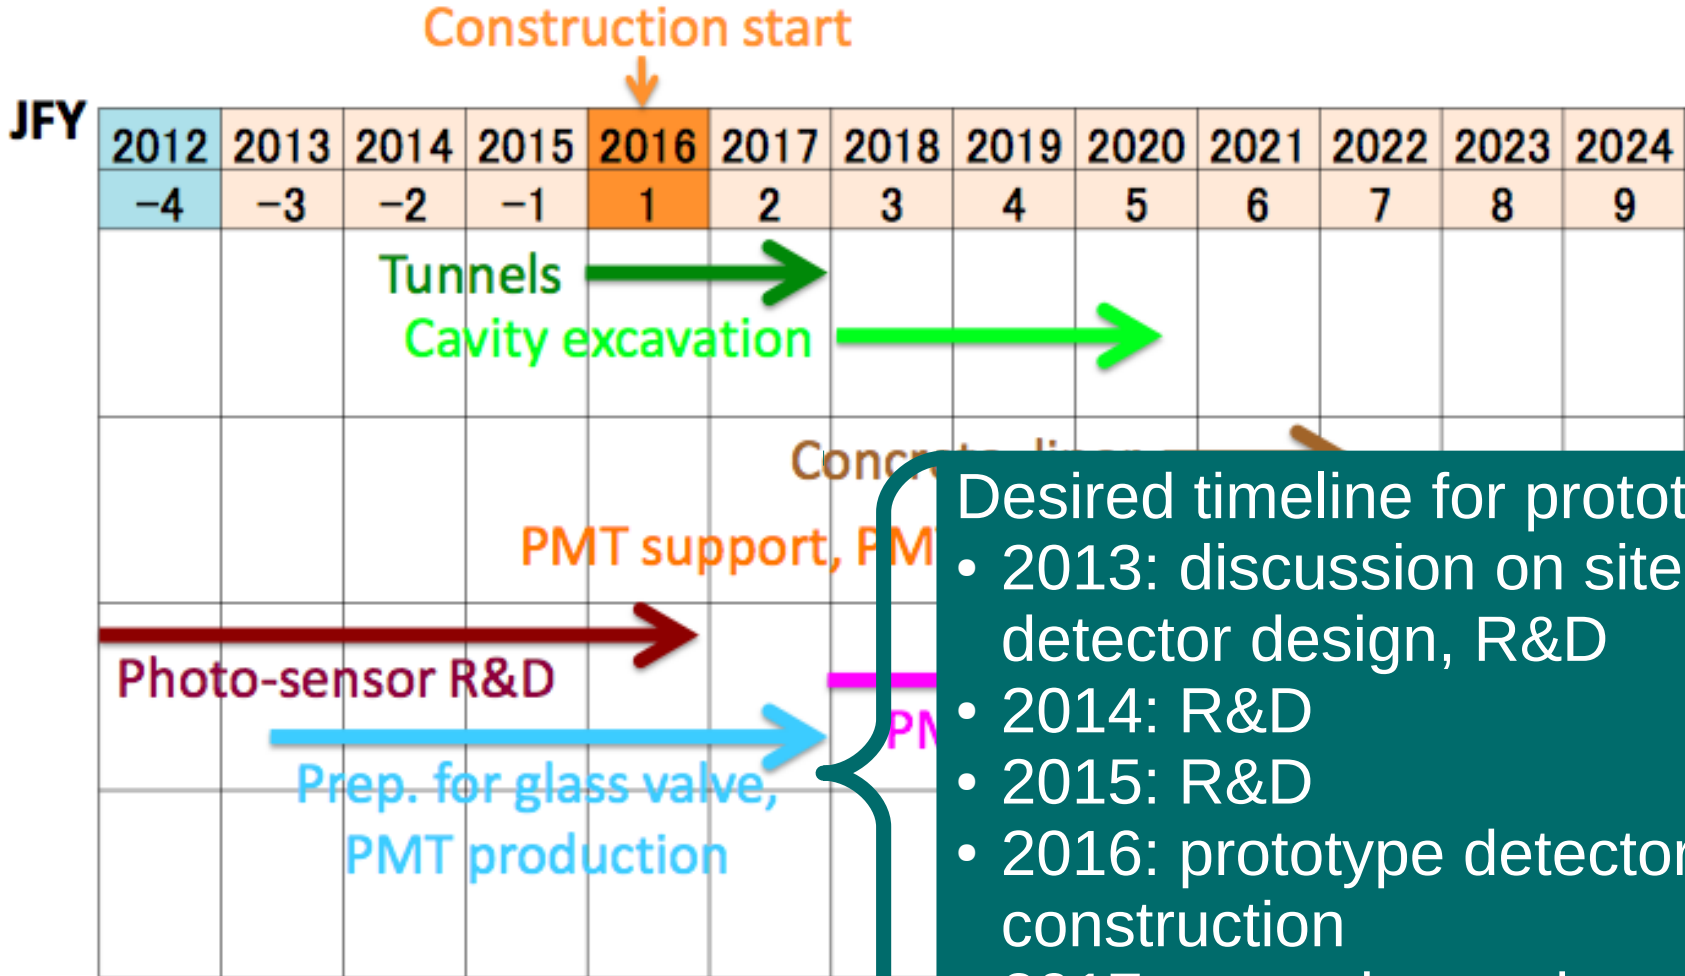 Construction start
JFY
2012 2013 2014 2015 2016 2017 2018 2019 2020 2021 2022 2023 2024
-4 -3 -2 -1 1 2 3 4 5 6 7 8 9
Tunnels
Cavity excavation
PMT support,
Photo-sensor R&D
Prep. for glass valve,
PMT production
Desired timeline for
• 2013: discussion on site
detector design, R&D
• 2014: R&D
• 2015: R&D
• 2016: prototype detector
construction